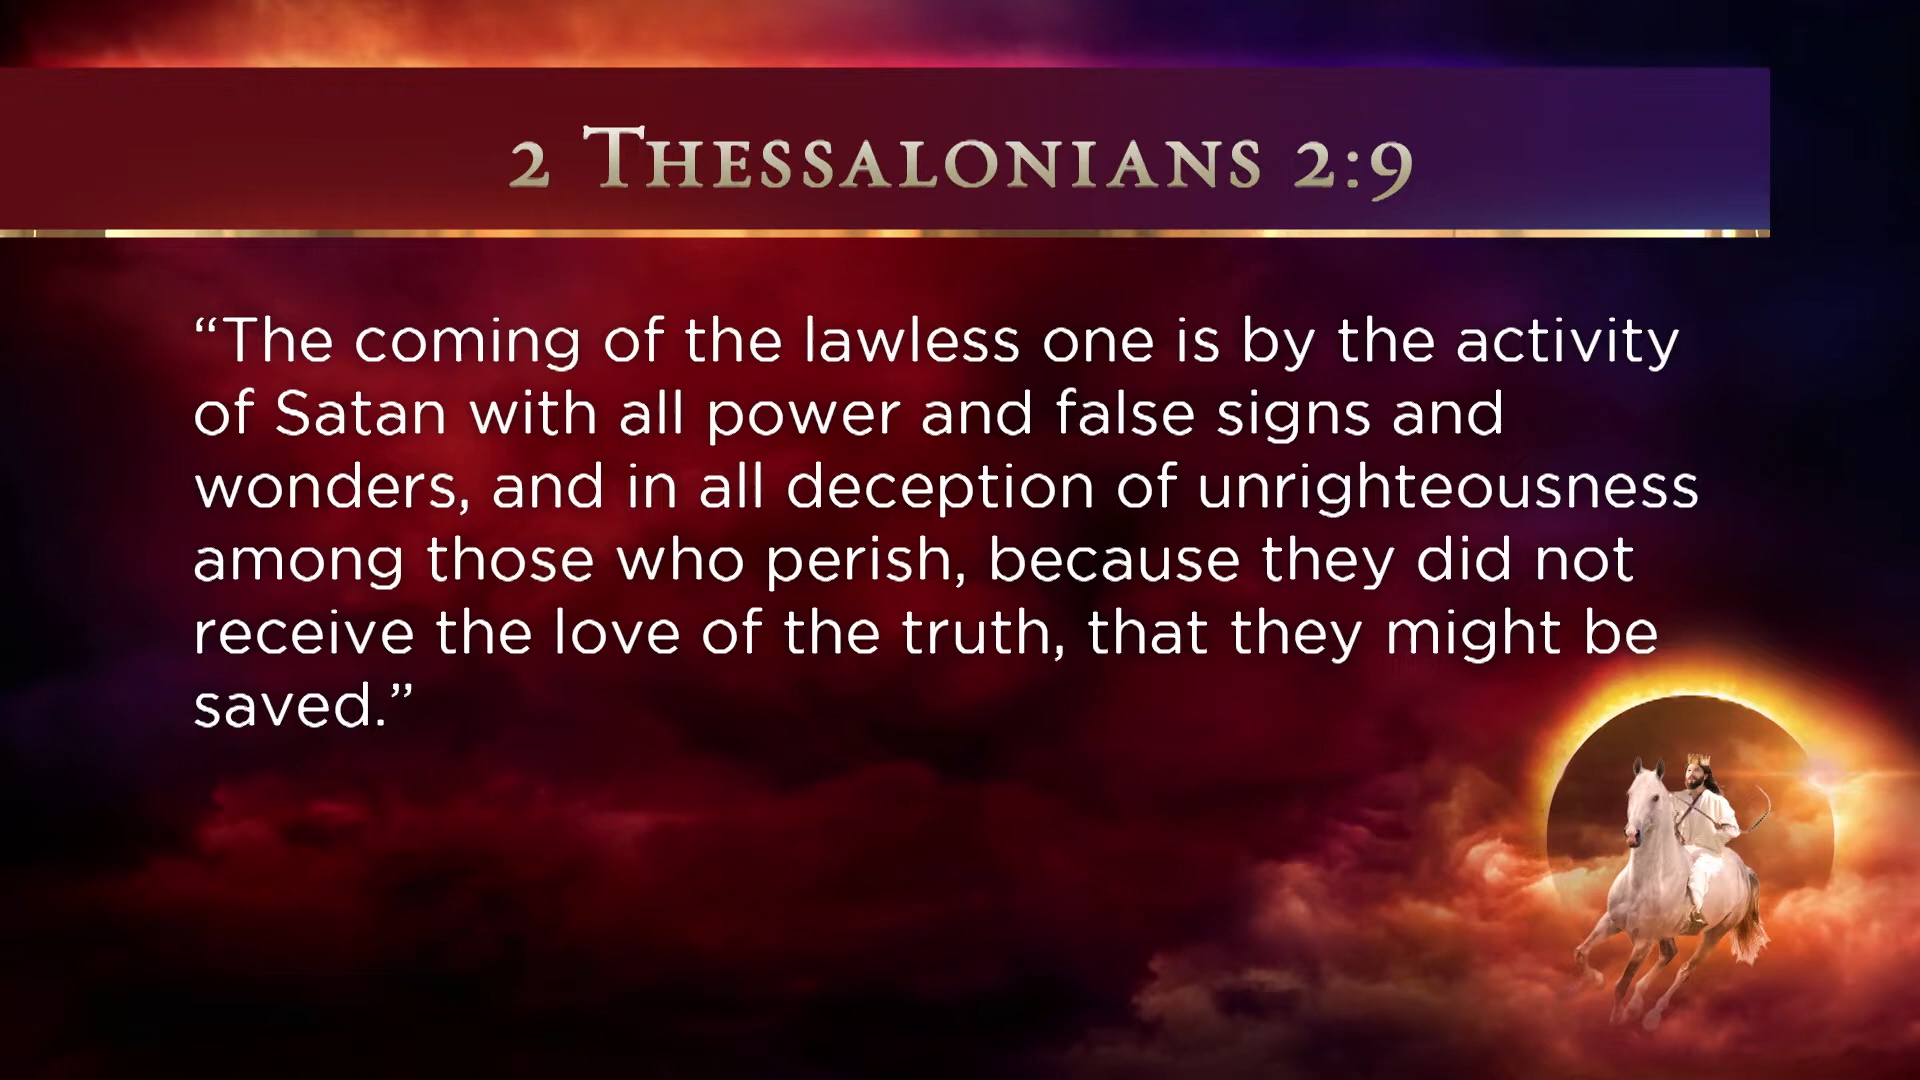 2 Thessalonians 2:9
“The coming of the lawless one is by the activity
of Satan with all power and false signs and
wonders, and in all deception of unrighteousness
among those who perish, because they did not
receive the love of the truth, that they might be
saved.”